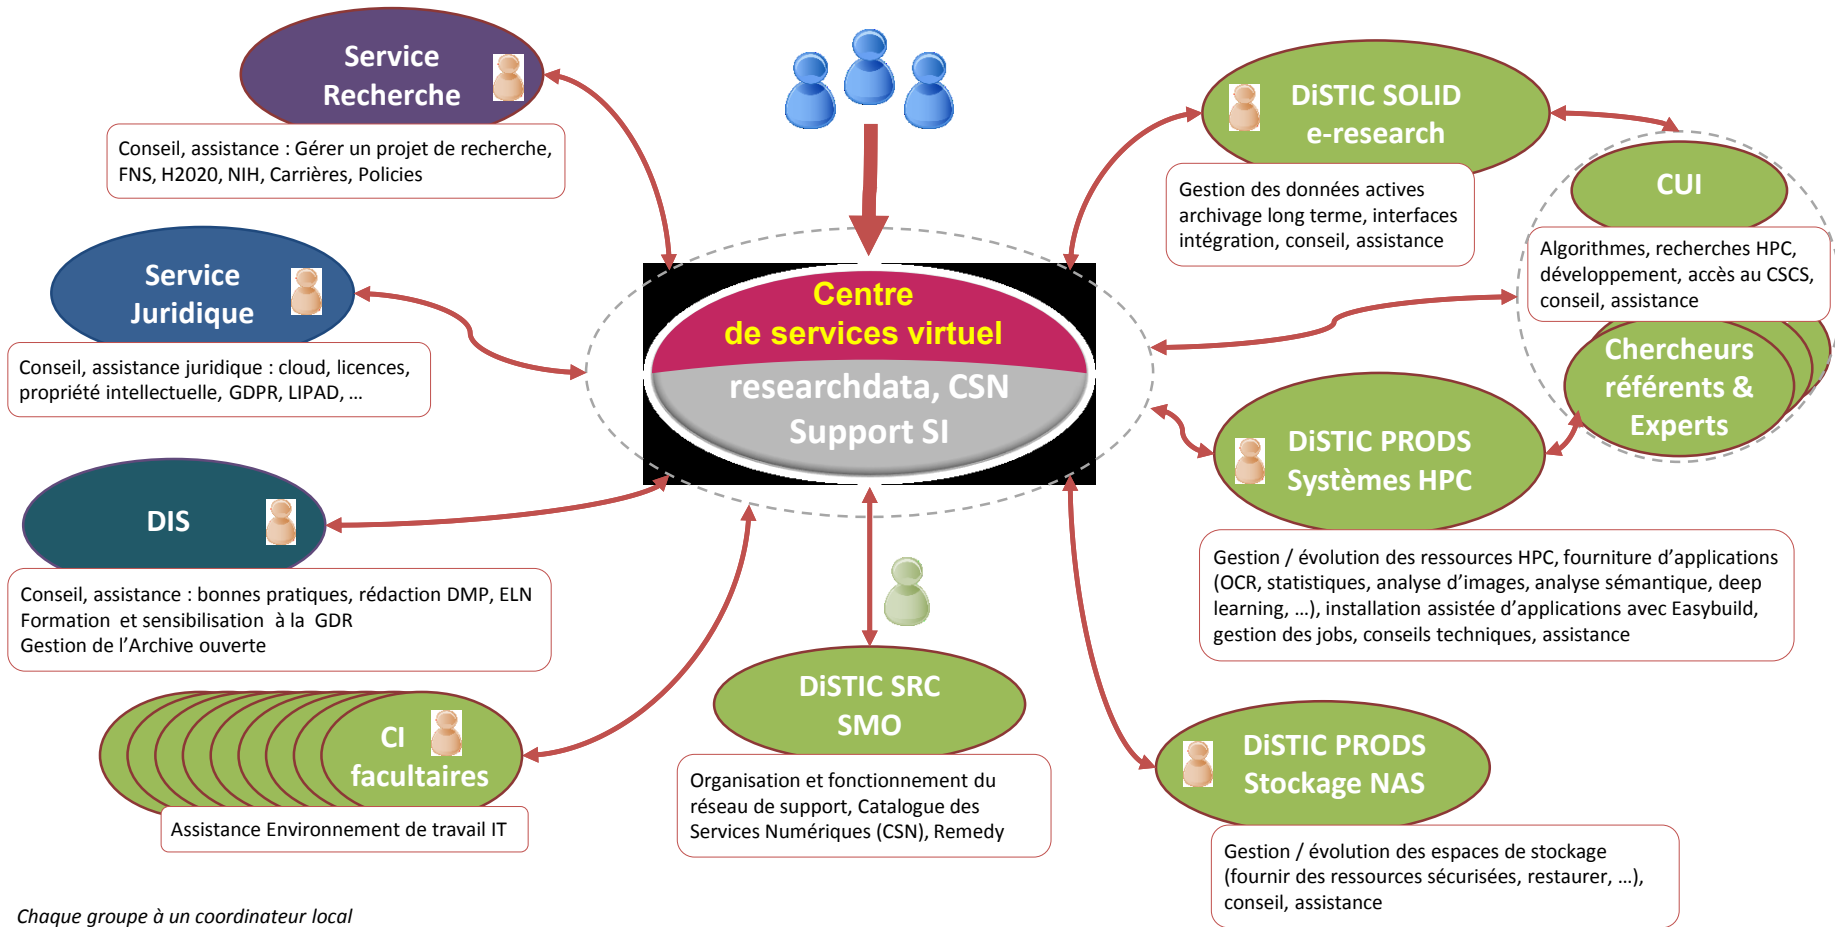 Service
Recherche
Conseil, assistance : Gérer un projet de recherche,
FNS, H2020, NIH, Carrières, Policies
Service
Juridique
Conseil, assistance juridique : cloud, licences,
propriété intellectuelle, GDPR, LIPAD, ...
DIS
Conseil, assistance : bonnes pratiques, rédaction DMP, ELN
Formation et sensibilisation à la GDR
Gestion de l'Archive ouverte
CI
facultaires
Assistance Environnement de travail IT
Chaque groupe à un coordinateur local
Centre
de services virtuel
researchdata, CSN
Support SI
DiSTIC SRC
SMO
Organisation et fonctionnement du
réseau de support, Catalogue des
Services Numériques (CSN), Remedy
DiSTIC SOLID
e-research
Gestion des données actives
archivage long terme, interfaces
intégration, conseil, assistance
CUI
Algorithmes, recherches HPC,
développement, accès au CSCS,
conseil, assistance
Chercheurs
référents &
Experts
DiSTIC PRODS
Systèmes HPC
Gestion / évolution des ressources HPC, fourniture d'applications
(OCR, statistiques, analyse d'images, analyse sémantique, deep
learning, ...), installation assistée d'applications avec Easybuild,
gestion des jobs, conseils techniques, assistance
DiSTIC PRODS
Stockage NAS
Gestion / évolution des espaces de stockage
(fournir des ressources sécurisées, restaurer, ...),
conseil, assistance